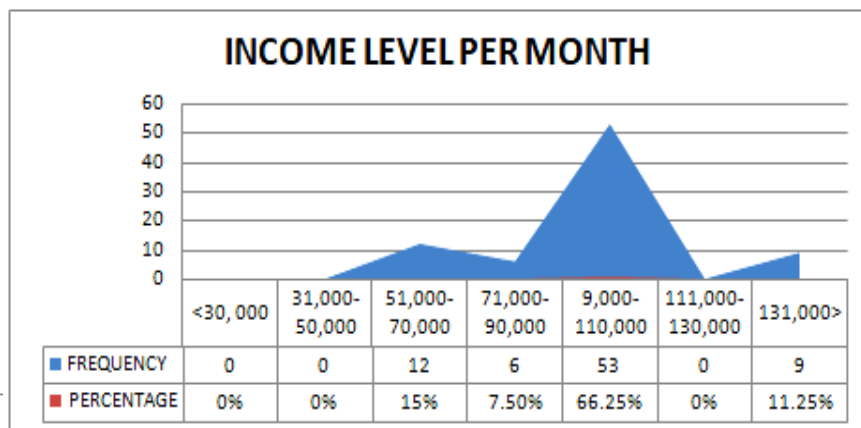 INCOME LEVEL PER MONTH
60
50
40
30
20
10
0
<30, 000 31,000- 51,000- 71,000- 9,000- 111,000- 131,000>
50,000 70,000 90,000 110,000 130,000
FREQUENCY 0 0 12 6 53 0 9
PERCENTAGE 0% 0% 15% 7.50% 66.25% 0% 11.25%